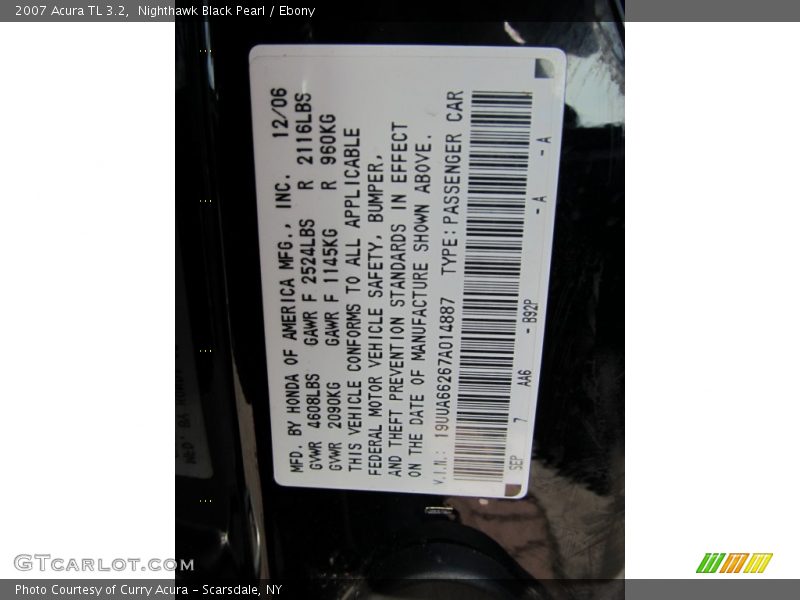 2007 Acura TL 3.2,  Nighthawk Black Pearl / Ebony
MFD. BY HONDA OF AMERICA MFG., INC. 12/06
GVWR 4608LBS GAWR F 2524LBS R 2116LBS
GVWR 2090KG GAWR F 1145KG R 960KG
THIS VEHICLE CONFORMS TO ALL APPLICABLE
FEDERAL MOTOR VEHICLE SAFETY, BUMPER,
AND THEFT PREVENTION STANDARDS IN EFFECT
ON THE DATE OF MANUFACTURE SHOWN ABOVE.
V.I.N.: 19UUA66267A014887 TYPE:PASSENGER CAR
SEP 7 AA6 - B92P - A - A
GTCARLOT.COM
Photo Courtesy of Curry Acura - Scarsdale, NY